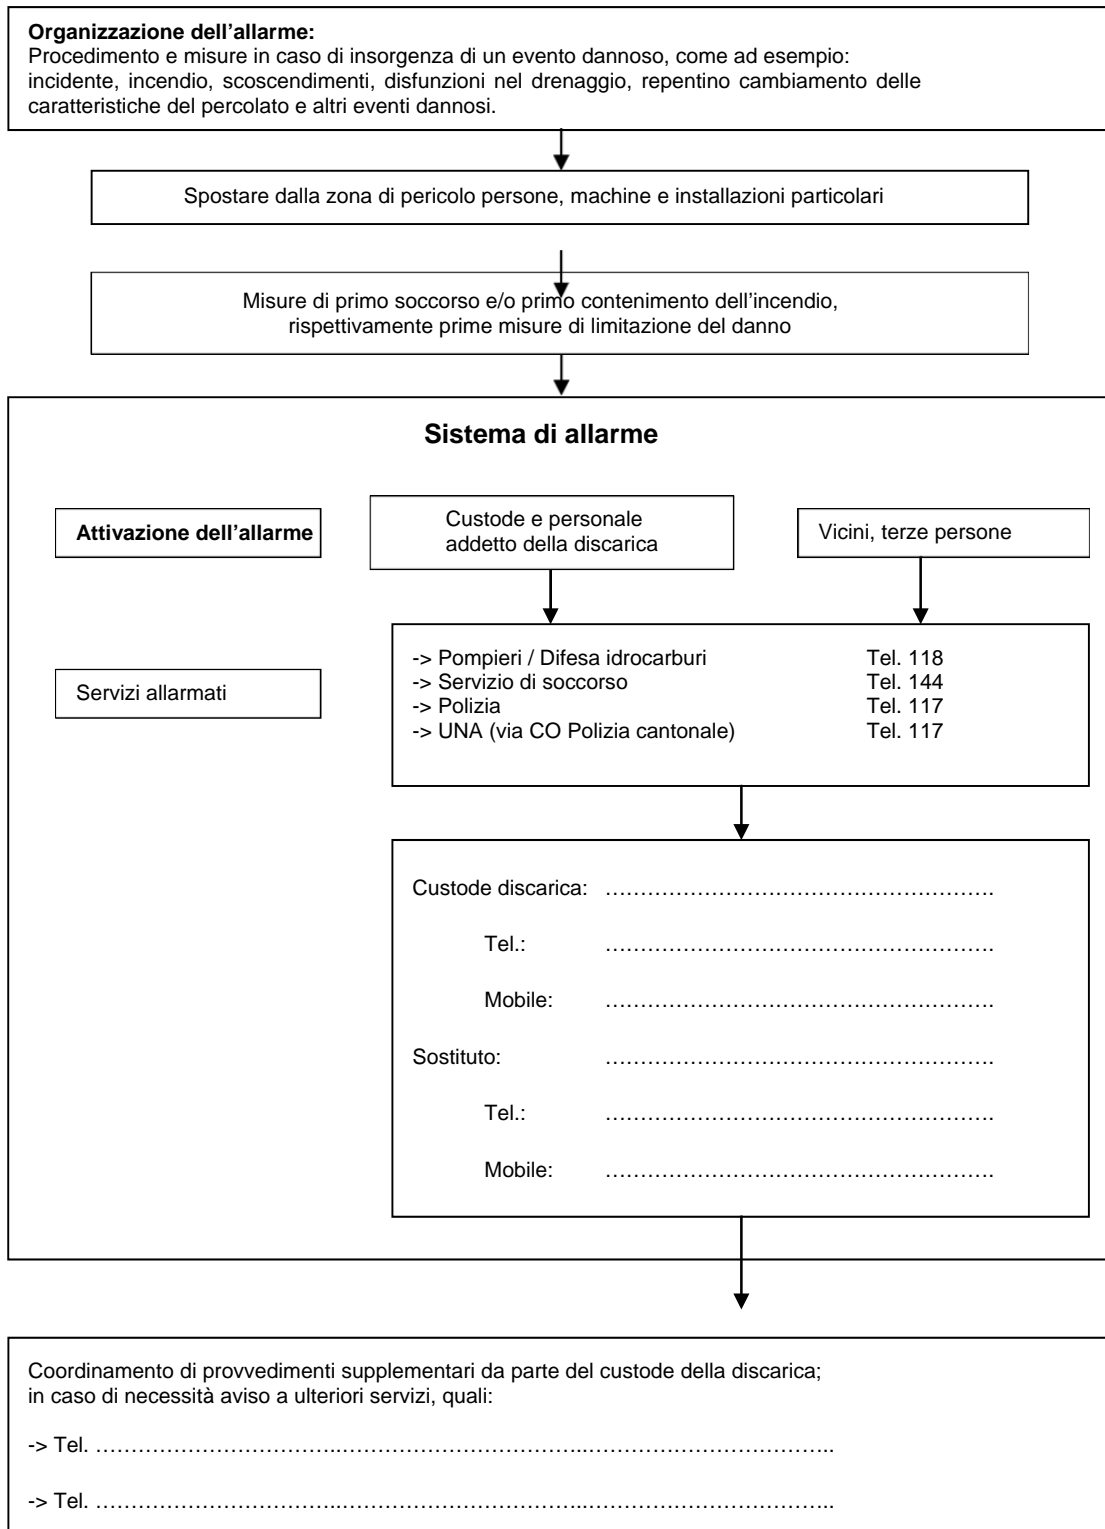 Organizzazione dell’allarme:
Procedimento e misure in caso di insorgenza di un evento dannoso, come ad esempio:
incidente, incendio, scoscendimenti, disfunzioni nel drenaggio, repentino cambiamento delle
caratteristiche del percolato e altri eventi dannosi.
Spostare dalla zona di pericolo persone, machine e installazioni particolari
Misure di primo soccorso e/o primo contenimento dell’incendio,
rispettivamente prime misure di limitazione del danno
Sistema di allarme
Attivazione dell’allarme
Custode e personale
addetto della discarica
Vicini, terze persone
Servizi allarmati
-> Pompieri / Difesa idrocarburi Tel. 118
-> Servizio di soccorso Tel. 144
-> Polizia Tel. 117
-> UNA (via CO Polizia cantonale) Tel. 117
Custode discarica: ……………………………………………….
Tel.: ……………………………………………….
Mobile: ……………………………………………….
Sostituto: ……………………………………………….
Tel.: ……………………………………………….
Mobile: ……………………………………………….
Coordinamento di provvedimenti supplementari da parte del custode della discarica;
in caso di necessità aviso a ulteriori servizi, quali:
-> Tel. ……………………………..……………………………..……………………………..
-> Tel. ……………………………..……………………………..……………………………..